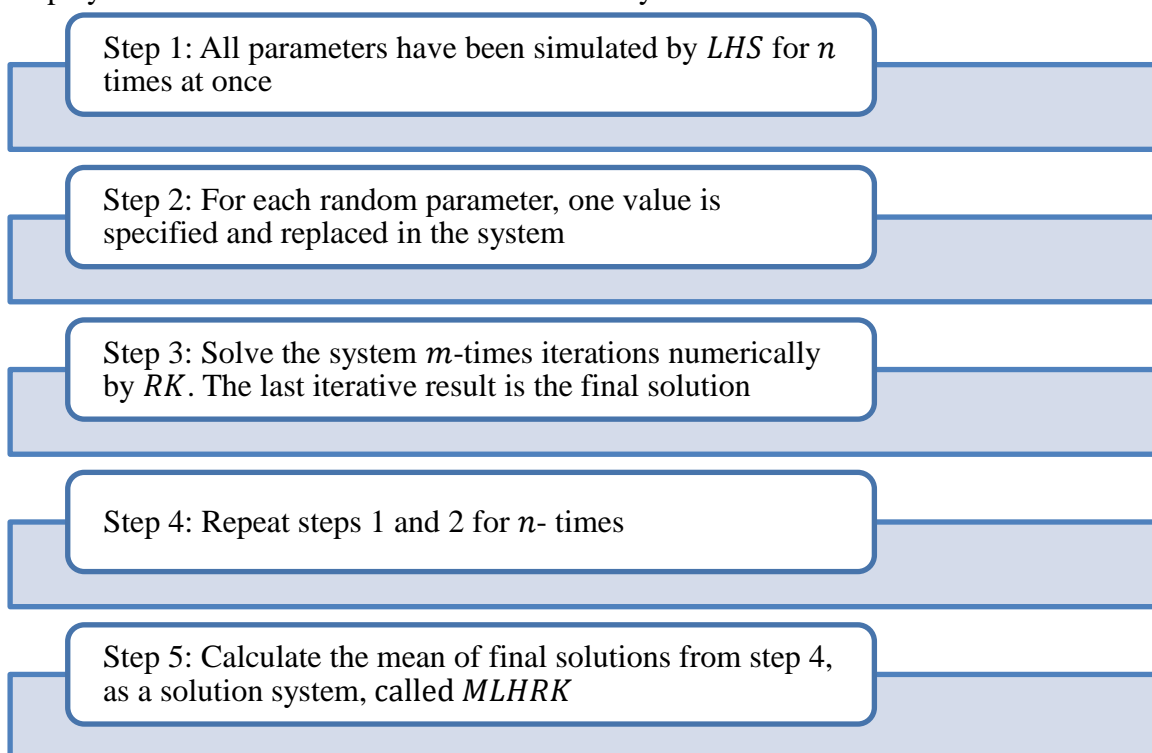 Step 1: All parameters have been simulated by LHS for n
times at once
Step 2: For each random parameter, one value is
specified and replaced in the system
Step 3: Solve the system m-times iterations numerically
by RK. The last iterative result is the final solution
Step 4: Repeat steps 1 and 2 for n- times
Step 5: Calculate the mean of final solutions from step 4,
as a solution system, called MLHRK